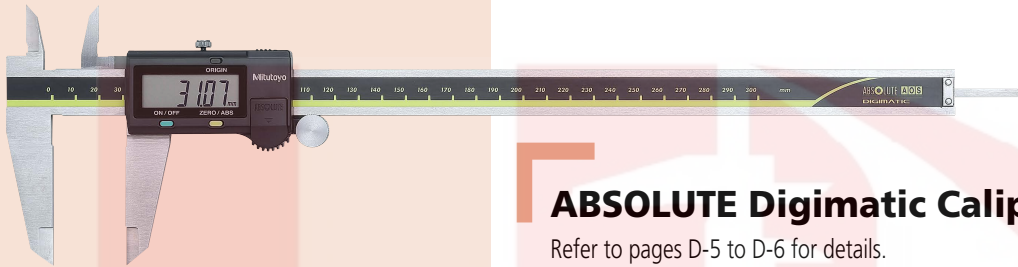 ORIGIN
Mitutoyo
31.07 mm
ABSOLUTE
ON / OFF ZERO / ABS
0 10 20 30 110 120 130 140 150 160 170 180 190 200 210 220 230 240 250 260 270 280 290 300 mm
ABSOLUTE AOS
DIGIMATIC
ABSOLUTE Digimatic Calip
Refer to pages D-5 to D-6 for details.